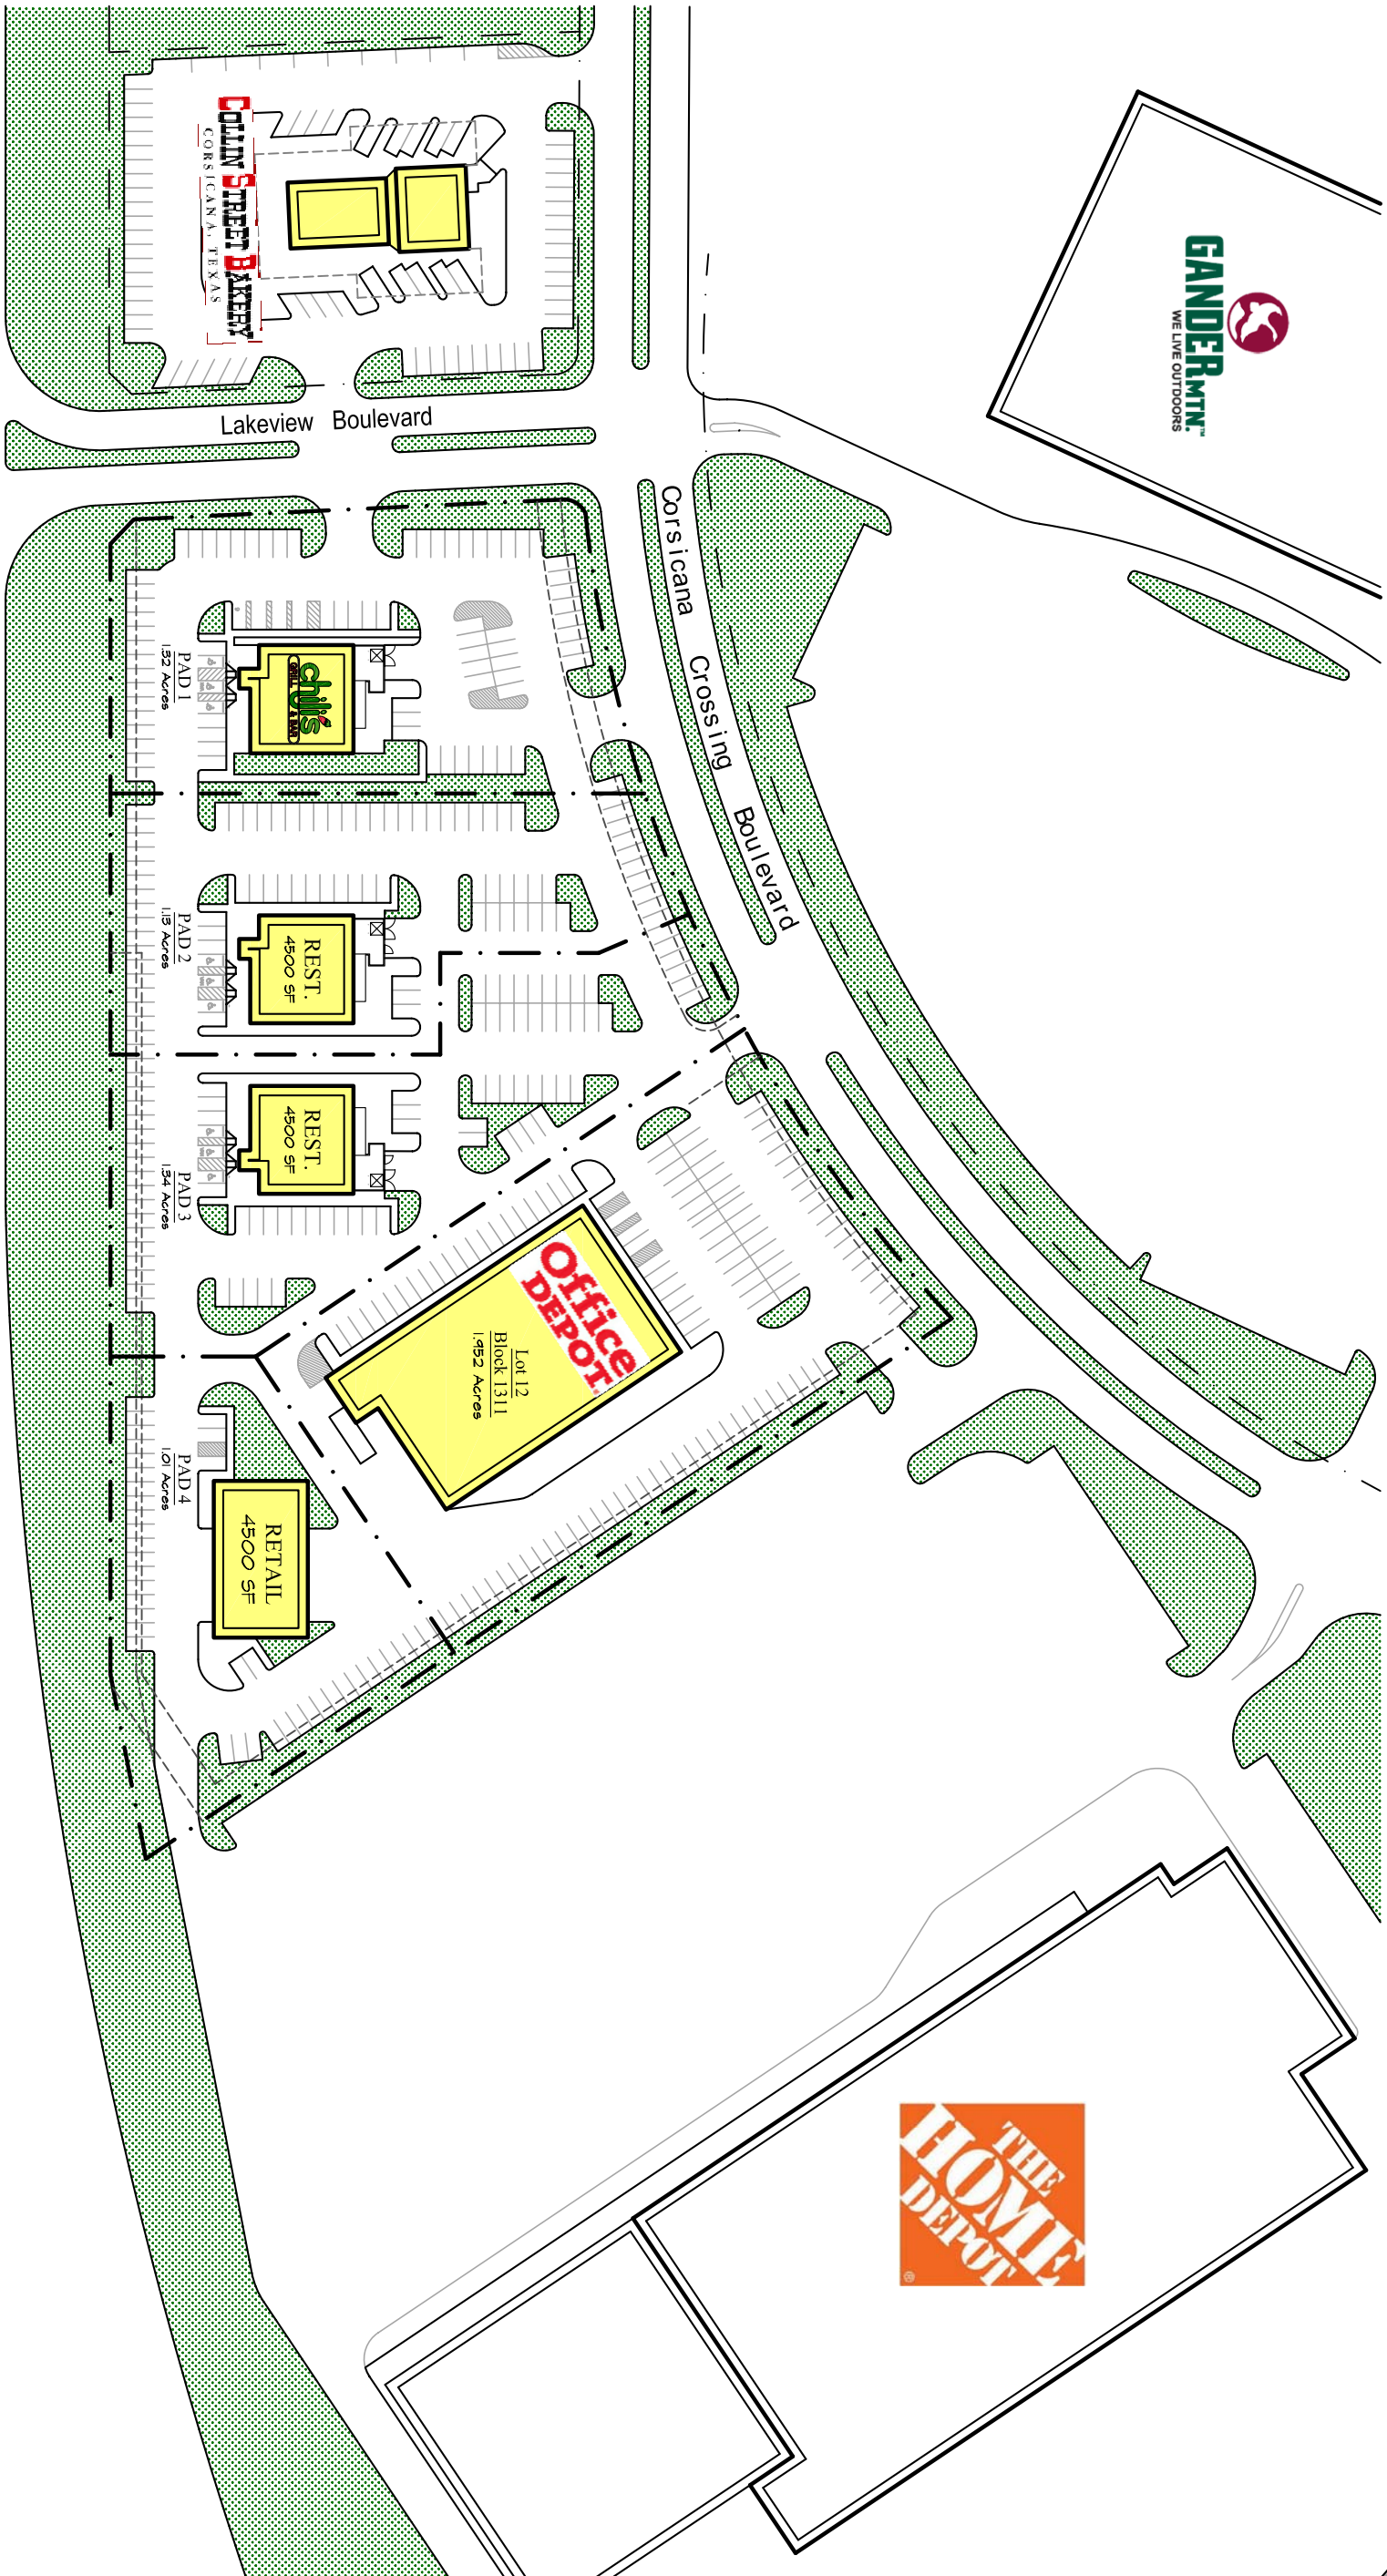 COLLIN STREET BAKERY
CORSICANA, TEXAS
GANDER MTN.™
WE LIVE OUTDOORS
Lakeview Boulevard
Corsicana Crossing Boulevard
chili's
GRILL & BAR
PAD 1
1.32 Acres
REST.
4500 SF
PAD 2
1.13 Acres
REST.
4500 SF
PAD 3
1.34 Acres
Office
DEPOT.
Lot 12
Block 1311
1.952 Acres
RETAIL
4500 SF
PAD 4
1.01 Acres
THE
HOME
DEPOT
®